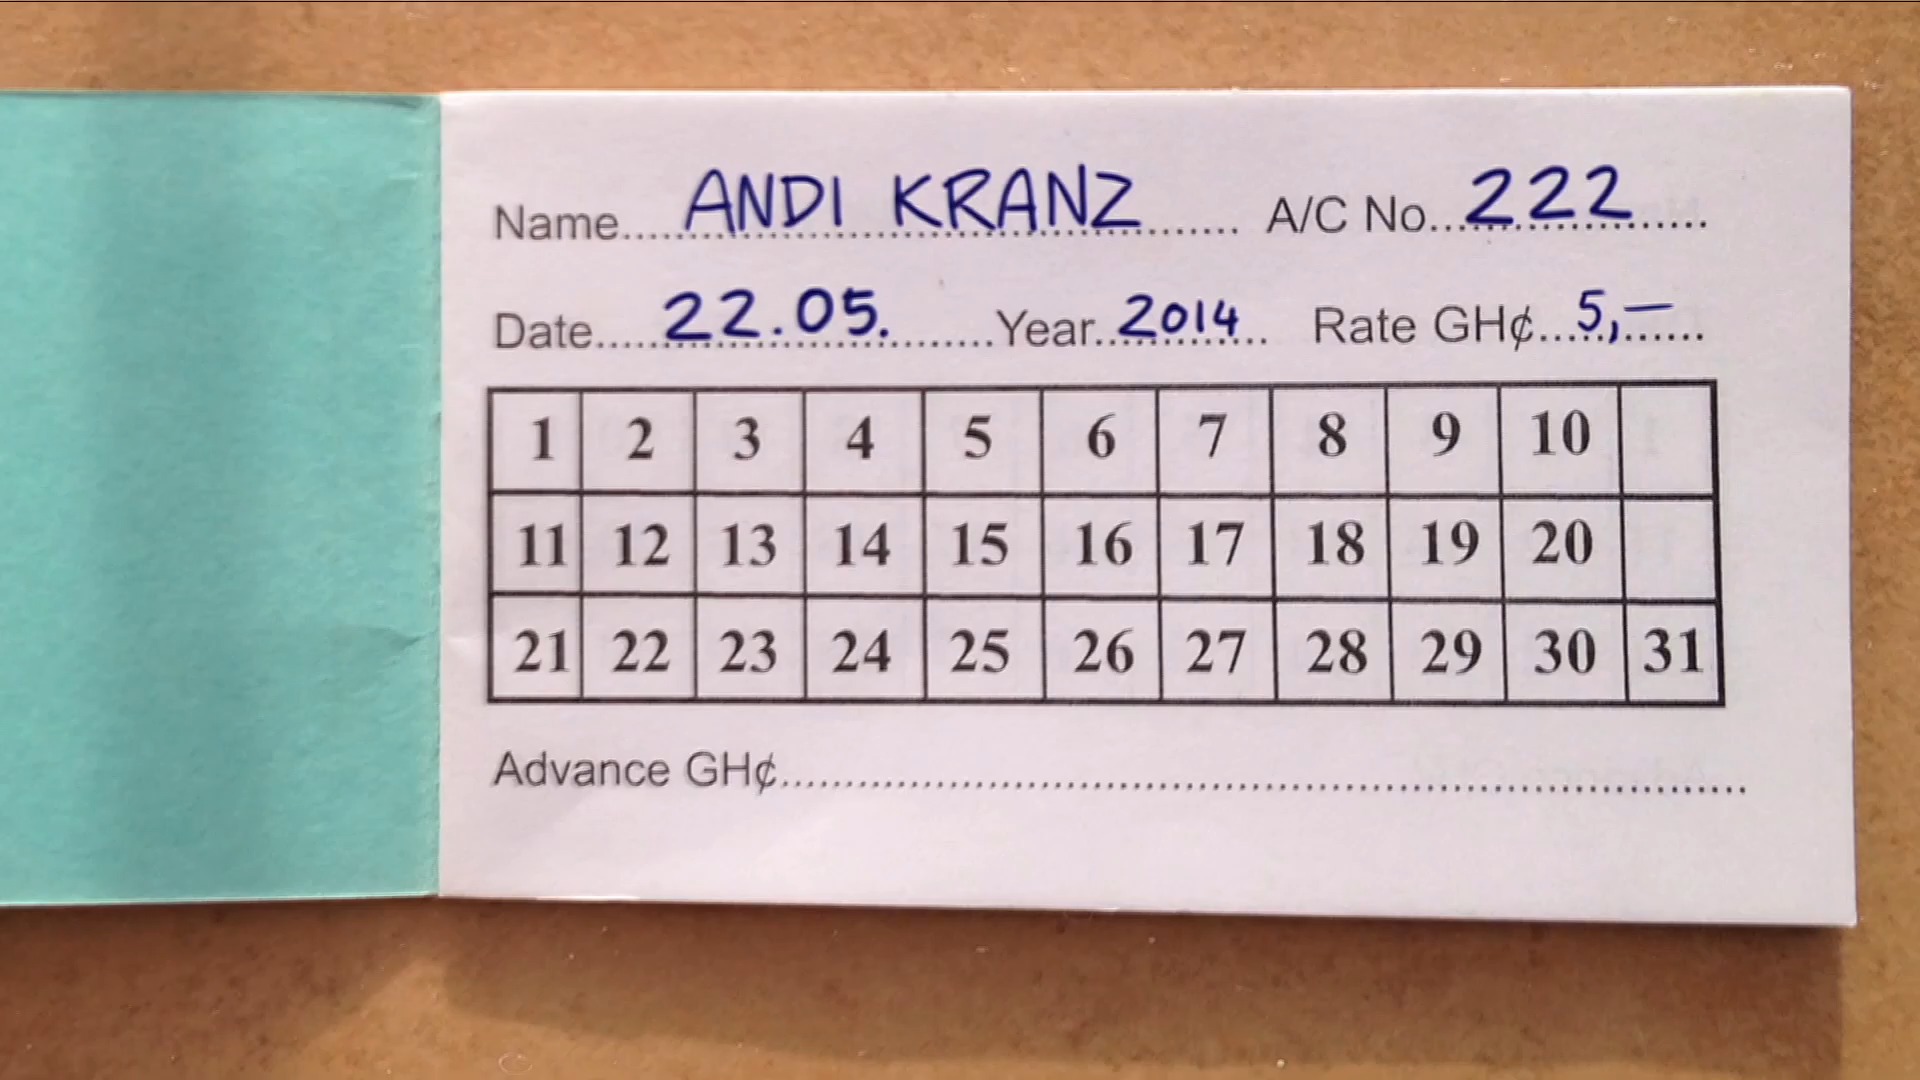 Name....ANDI KRANZ....... A/C No...222.....
Date....22.05........Year..2014.. Rate GH¢...5,—....
1 2 3 4 5 6 7 8 9 10
11 12 13 14 15 16 17 18 19 20
21 22 23 24 25 26 27 28 29 30 31
Advance GH¢..........................................................................